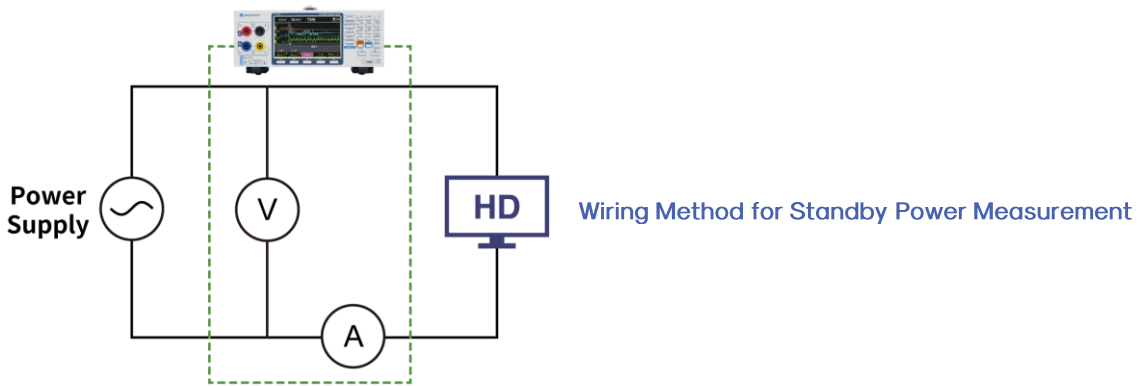 Power
Supply
V
HD
Wiring Method for Standby Power Measurement
A